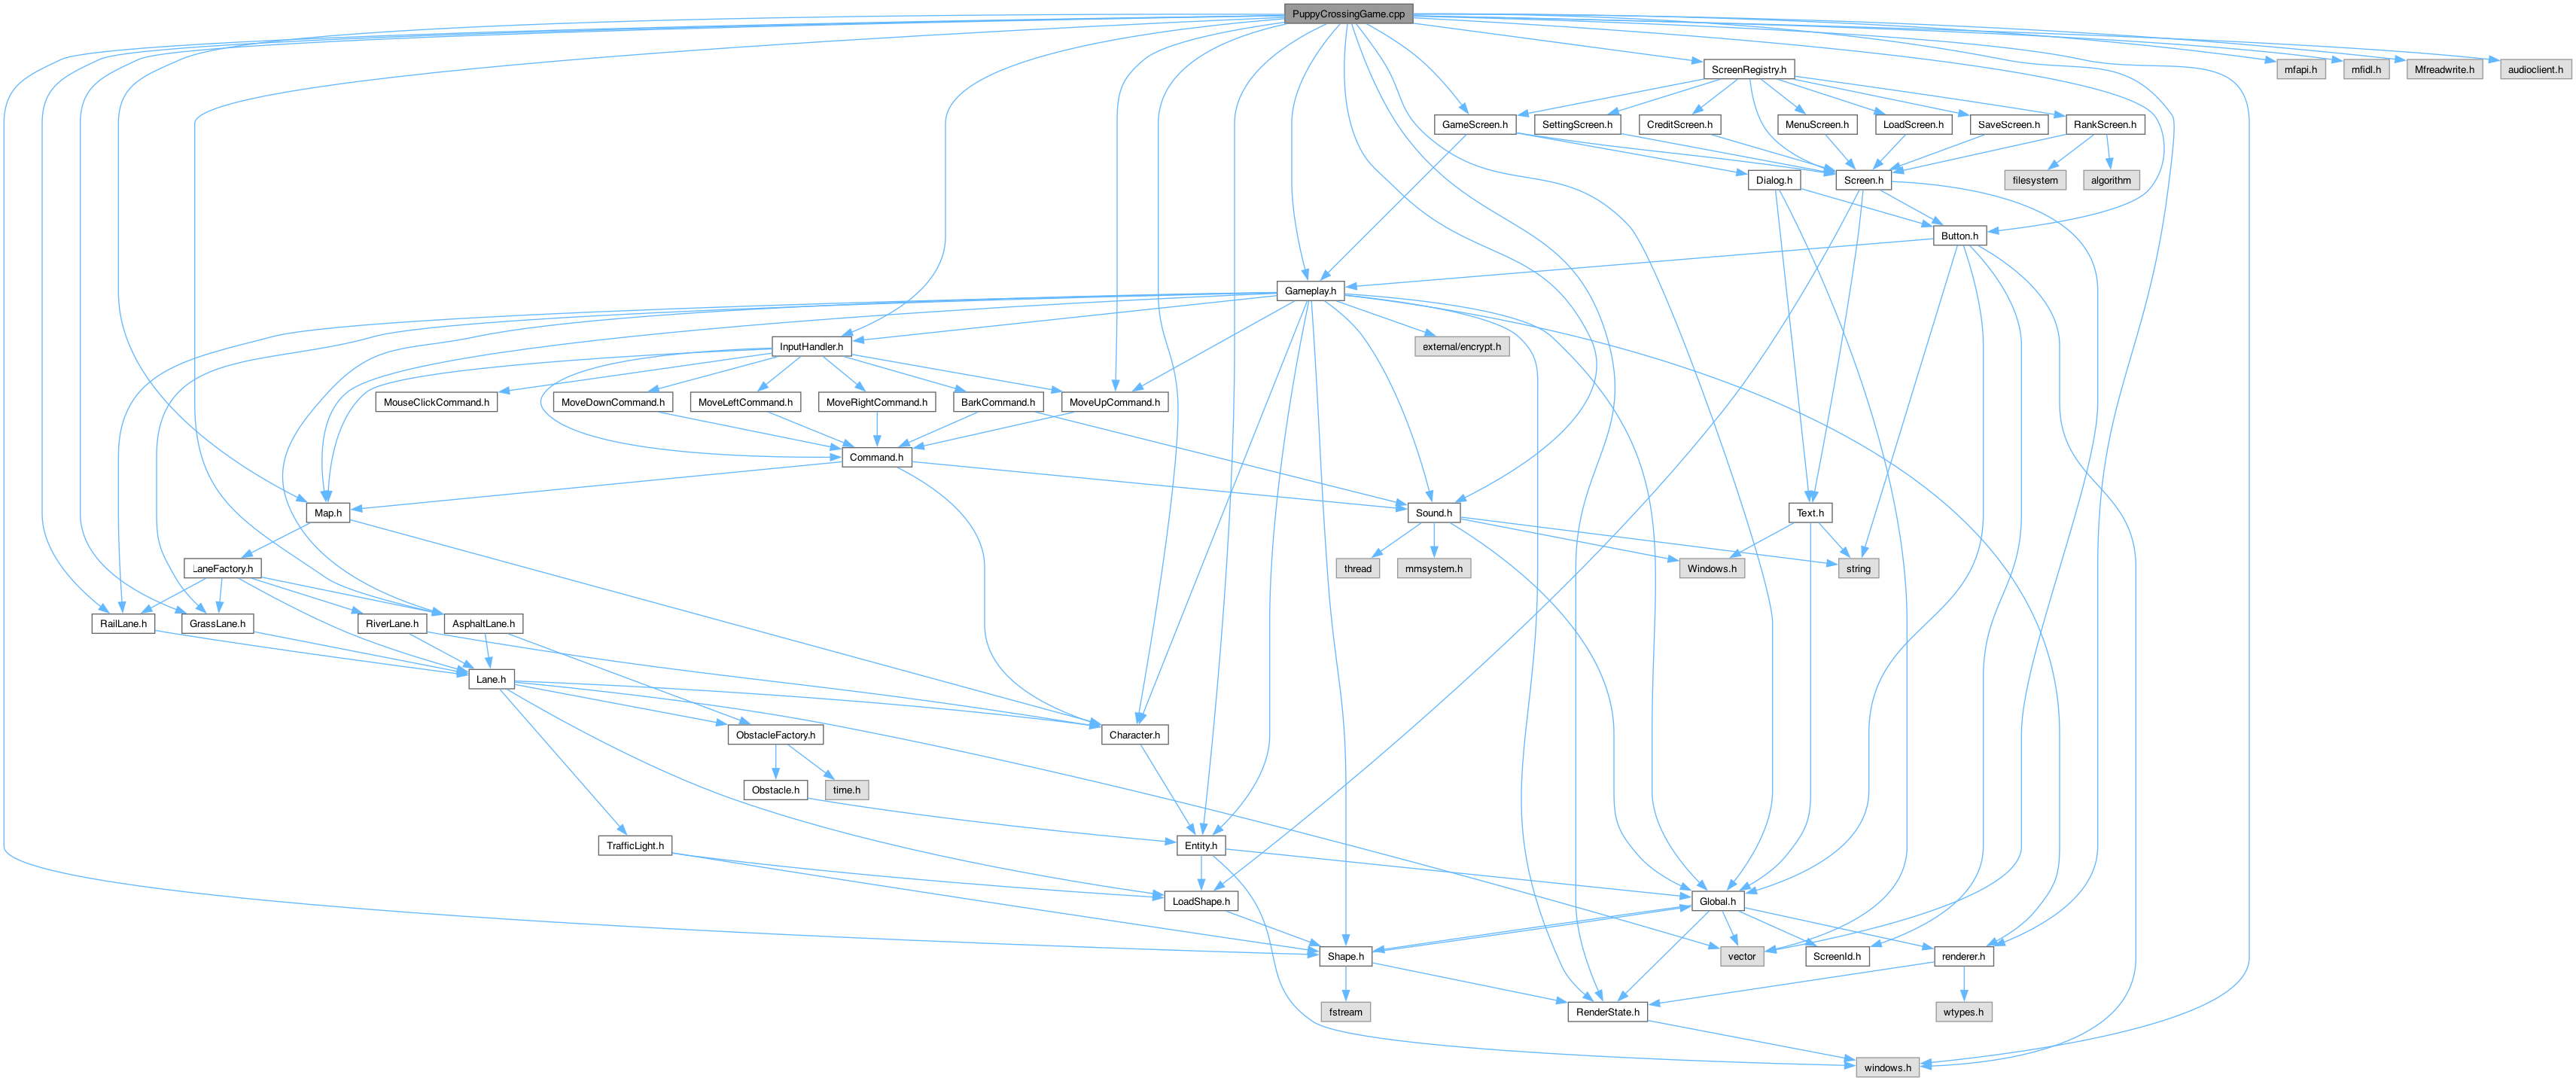 PuppyCrossingGame.cpp
ScreenRegistry.h
mfapi.h
mfidl.h
Mfreadwrite.h
audioclient.h
GameScreen.h
SettingScreen.h
CreditScreen.h
MenuScreen.h
LoadScreen.h
SaveScreen.h
RankScreen.h
Dialog.h
Screen.h
filesystem
algorithm
Button.h
Gameplay.h
InputHandler.h
external/encrypt.h
MouseClickCommand.h
MoveDownCommand.h
MoveLeftCommand.h
MoveRightCommand.h
BarkCommand.h
MoveUpCommand.h
Command.h
Map.h
Sound.h
Text.h
LaneFactory.h
thread
mmsystem.h
Windows.h
string
RailLane.h
GrassLane.h
RiverLane.h
AsphaltLane.h
Lane.h
ObstacleFactory.h
Character.h
Obstacle.h
time.h
TrafficLight.h
Entity.h
LoadShape.h
Global.h
Shape.h
vector
ScreenId.h
renderer.h
fstream
RenderState.h
wtypes.h
windows.h